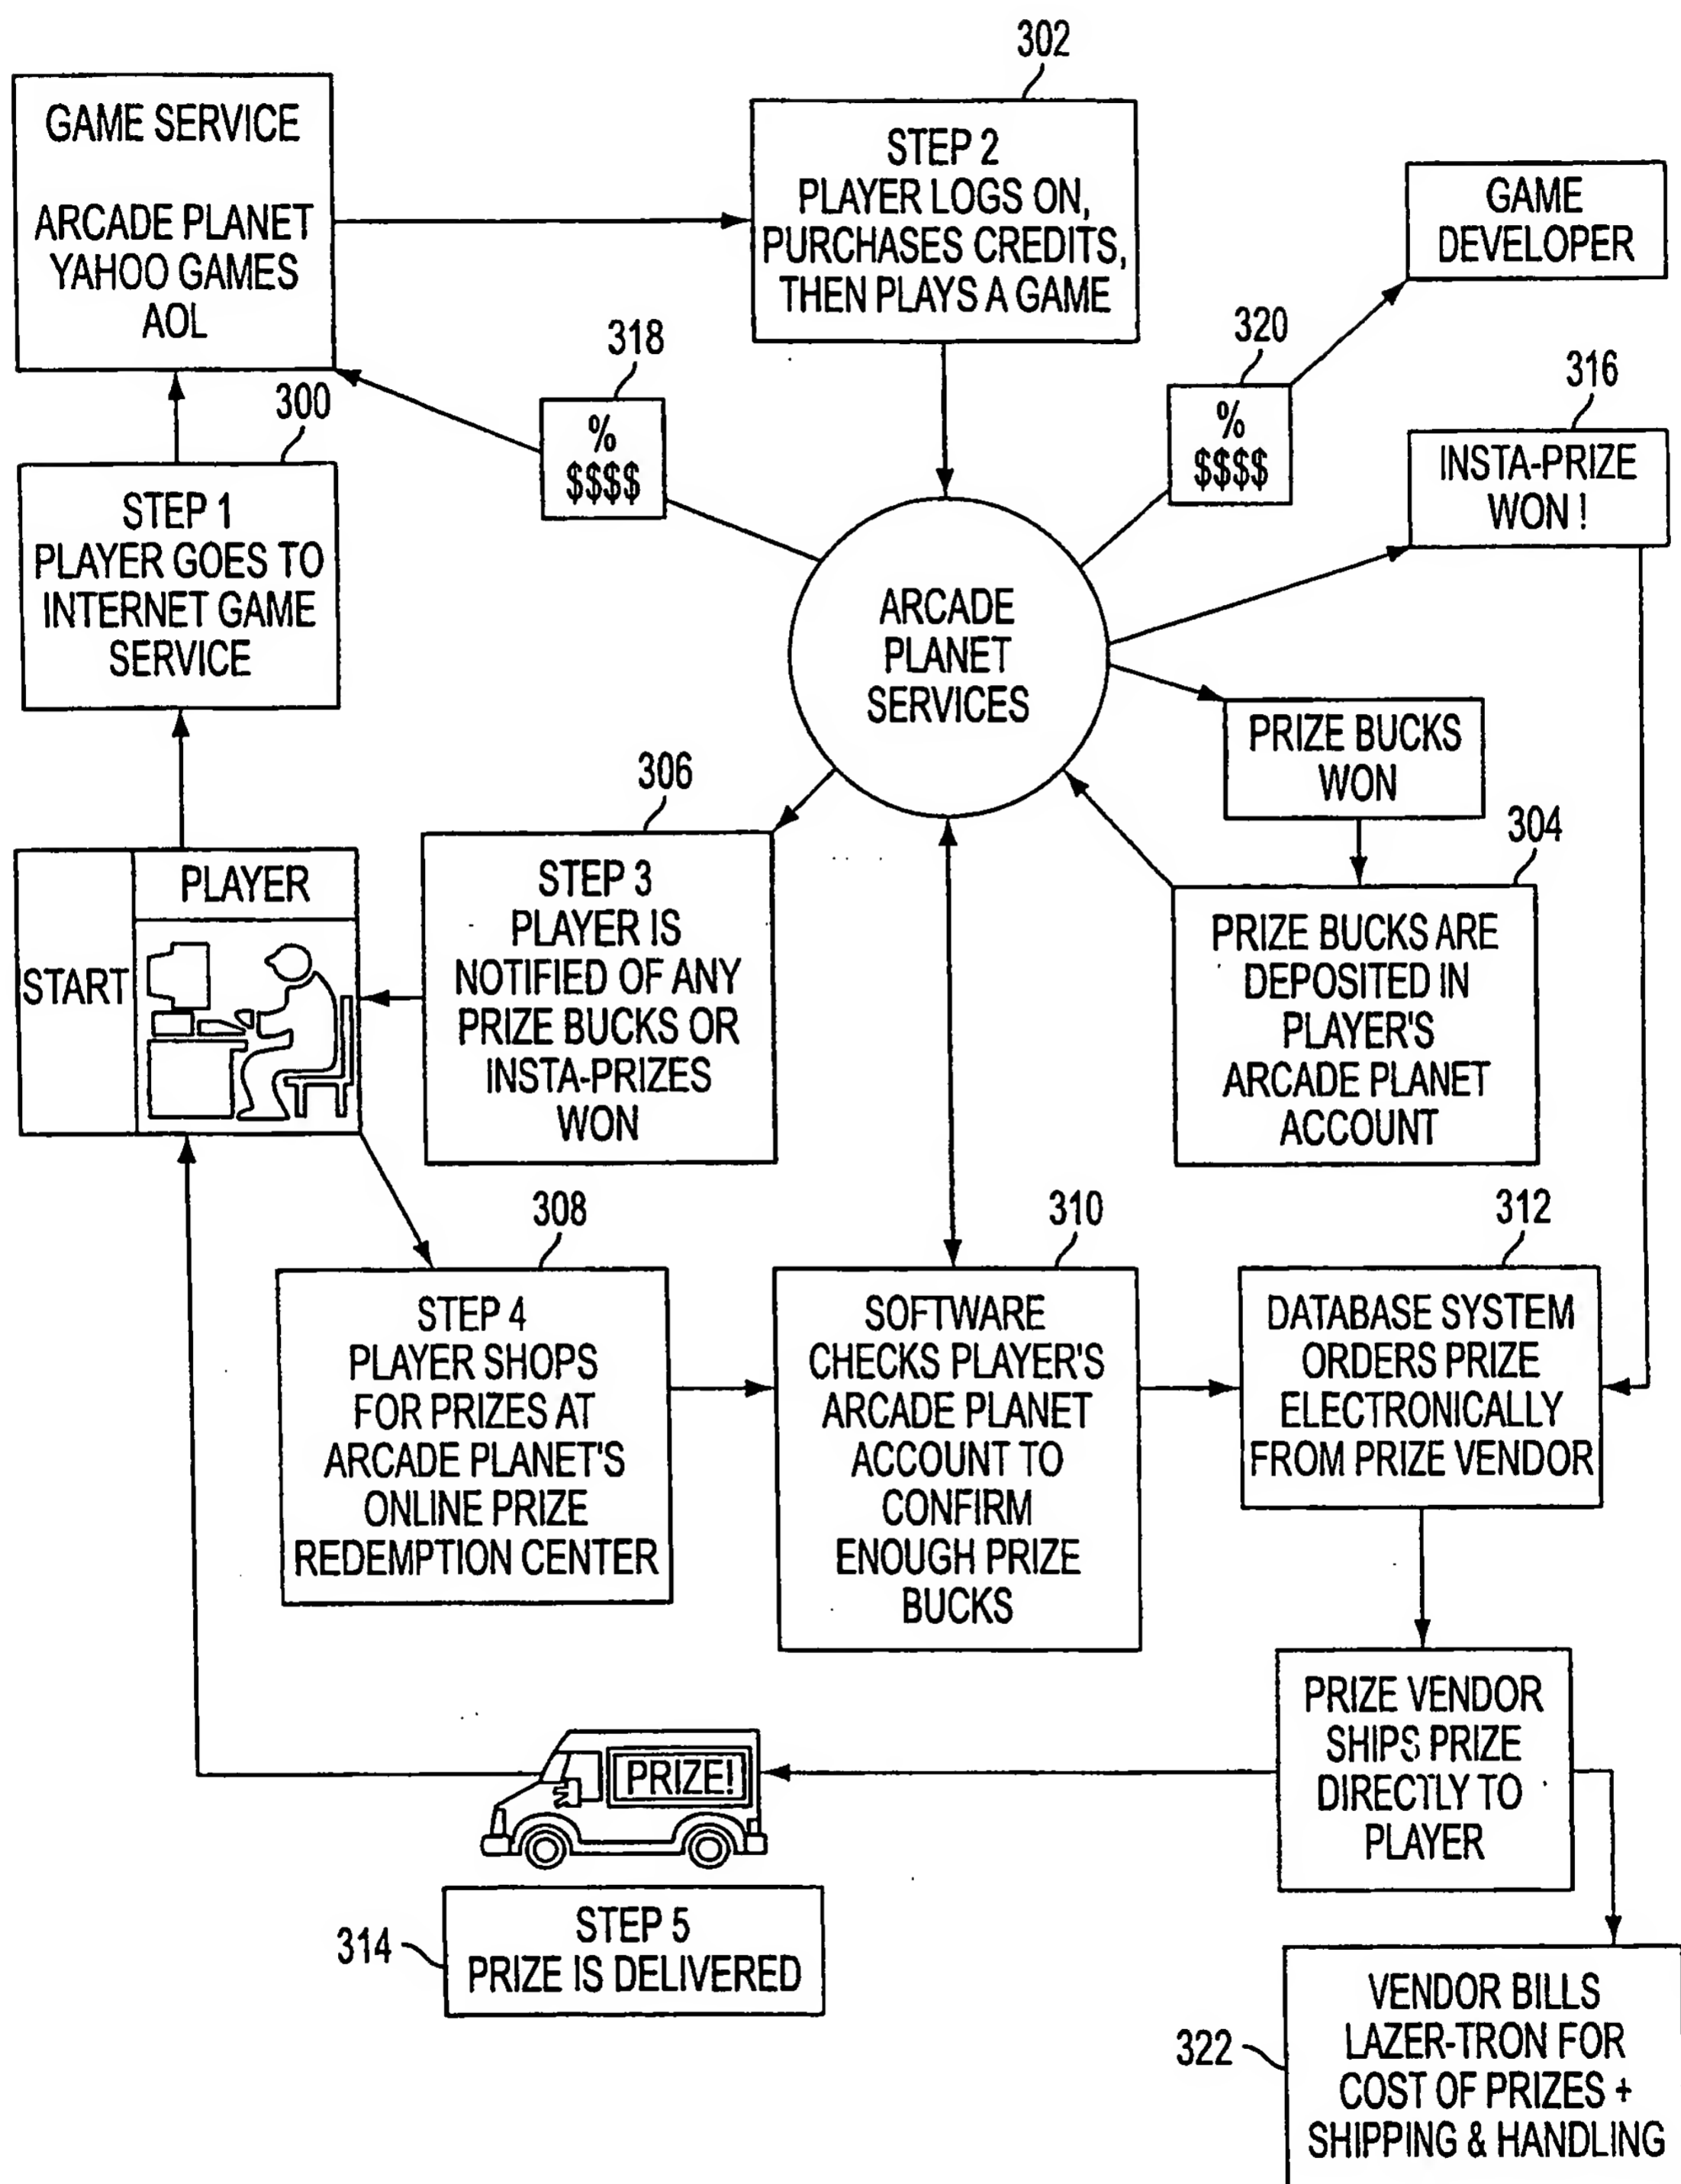 302
GAME SERVICE
ARCADE PLANET
YAHOO GAMES
AOL
STEP 2
PLAYER LOGS ON,
PURCHASES CREDITS,
THEN PLAYS A GAME
GAME
DEVELOPER
318
%
$$$$
320
%
$$$$
316
INSTA-PRIZE
WON !
300
STEP 1
PLAYER GOES TO
INTERNET GAME
SERVICE
ARCADE
PLANET
SERVICES
PRIZE BUCKS
WON
306
STEP 3
PLAYER IS
NOTIFIED OF ANY
PRIZE BUCKS OR
INSTA-PRIZES
WON
304
PRIZE BUCKS ARE
DEPOSITED IN
PLAYER'S
ARCADE PLANET
ACCOUNT
PLAYER
START
308
STEP 4
PLAYER SHOPS
FOR PRIZES AT
ARCADE PLANET'S
ONLINE PRIZE
REDEMPTION CENTER
310
SOFTWARE
CHECKS PLAYER'S
ARCADE PLANET
ACCOUNT TO
CONFIRM
ENOUGH PRIZE
BUCKS
312
DATABASE SYSTEM
ORDERS PRIZE
ELECTRONICALLY
FROM PRIZE VENDOR
PRIZE VENDOR
SHIPS PRIZE
DIRECTLY TO
PLAYER
PRIZE!
314
STEP 5
PRIZE IS DELIVERED
322
VENDOR BILLS
LAZER-TRON FOR
COST OF PRIZES +
SHIPPING & HANDLING